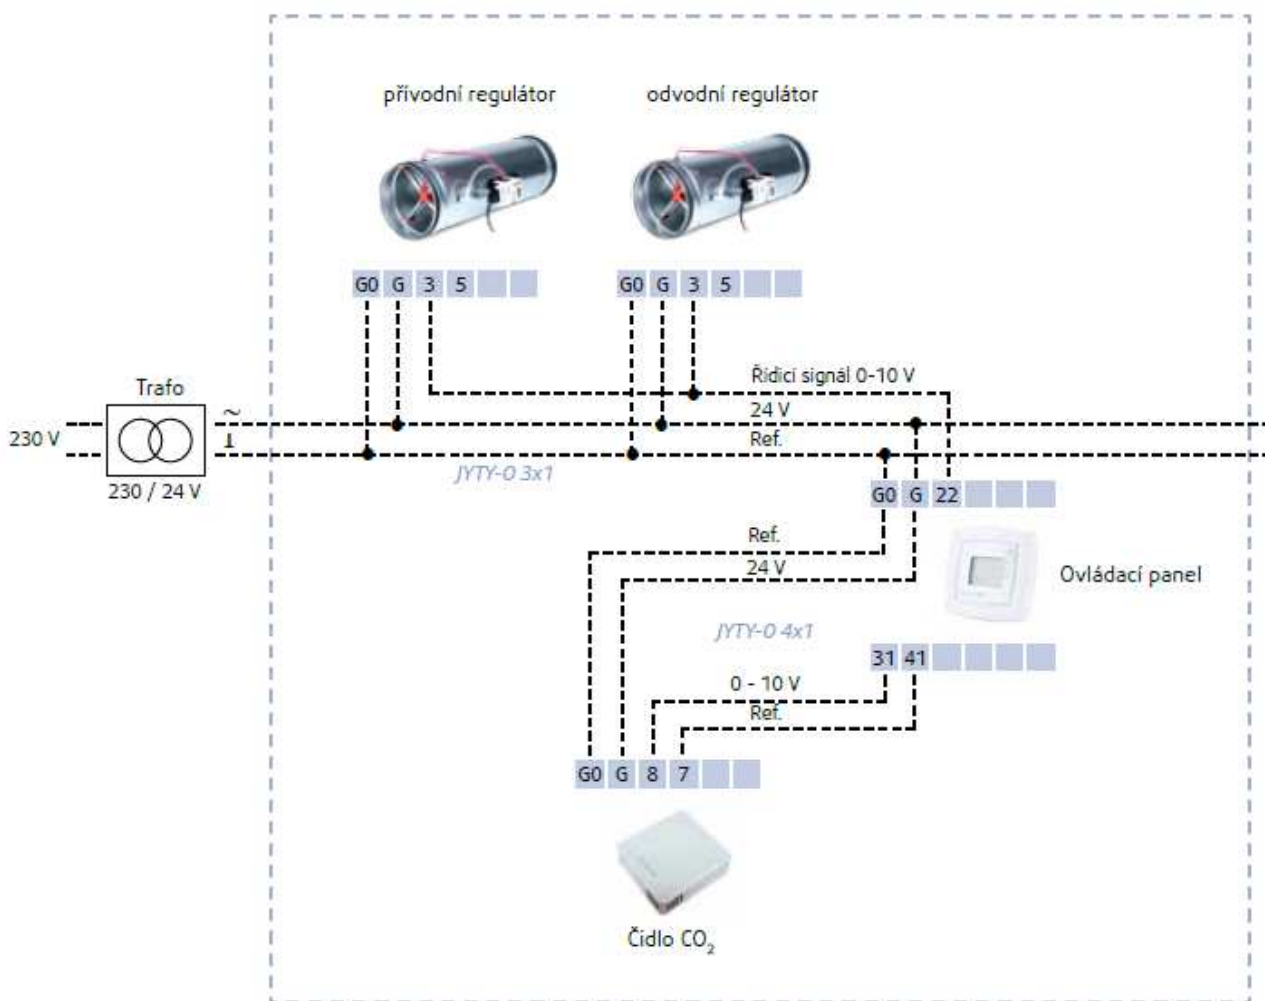 přívodní regulátor odvodní regulátor
G0 G 3 5 G0 G 3 5
Řídicí signál 0-10 V
Trafo
24 V
~
230 V
Ref.
230 / 24 V
JYTY-O 3x1
G0 G 22
Ref.
24 V
Ovládací panel
JYTY-O 4x1
31 41
0 - 10 V
Ref.
G0 G 8 7
Čidlo CO₂